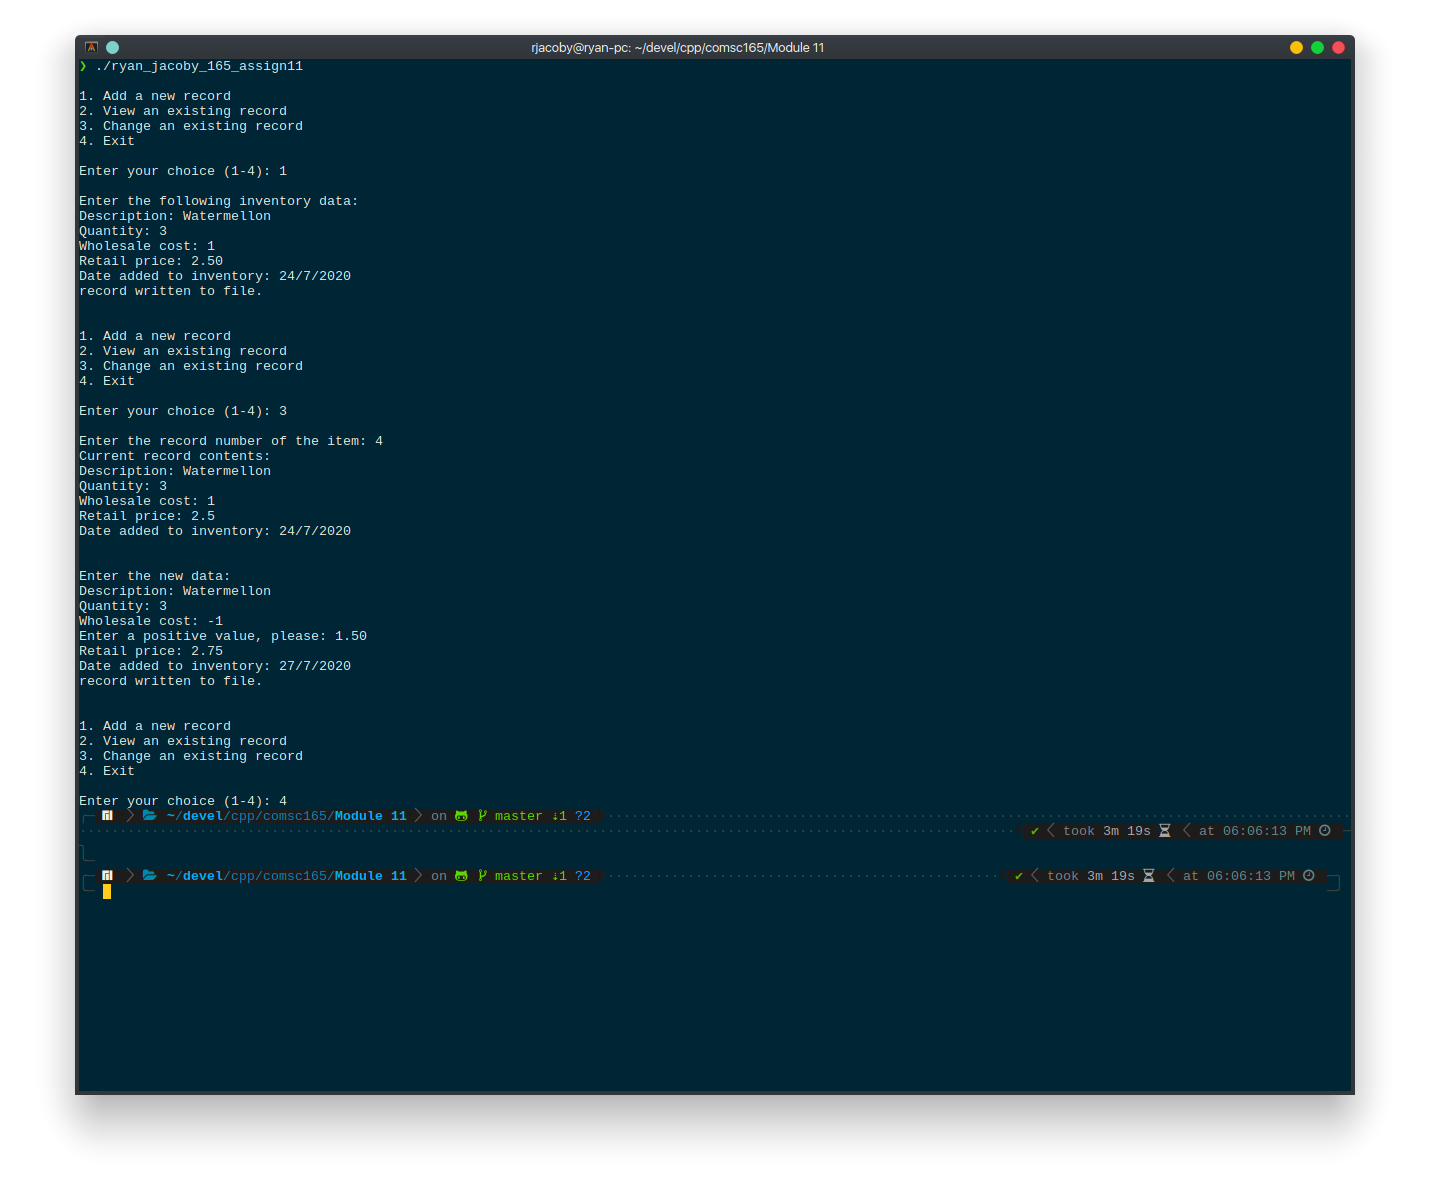 rjacoby@ryan-pc: ~/devel/cpp/comsc165/Module 11
❯ ./ryan_jacoby_165_assign11
1. Add a new record
2. View an existing record
3. Change an existing record
4. Exit
Enter your choice (1-4): 1
Enter the following inventory data:
Description: Watermellon
Quantity: 3
Wholesale cost: 1
Retail price: 2.50
Date added to inventory: 24/7/2020
record written to file.
1. Add a new record
2. View an existing record
3. Change an existing record
4. Exit
Enter your choice (1-4): 3
Enter the record number of the item: 4
Current record contents:
Description: Watermellon
Quantity: 3
Wholesale cost: 1
Retail price: 2.5
Date added to inventory: 24/7/2020
Enter the new data:
Description: Watermellon
Quantity: 3
Wholesale cost: -1
Enter a positive value, please: 1.50
Retail price: 2.75
Date added to inventory: 27/7/2020
record written to file.
1. Add a new record
2. View an existing record
3. Change an existing record
4. Exit
Enter your choice (1-4): 4
~/devel/cpp/comsc165/Module 11 on master ⇣1 ?2
✔ took 3m 19s at 06:06:13 PM
~/devel/cpp/comsc165/Module 11 on master ⇣1 ?2 ✔ took 3m 19s at 06:06:13 PM